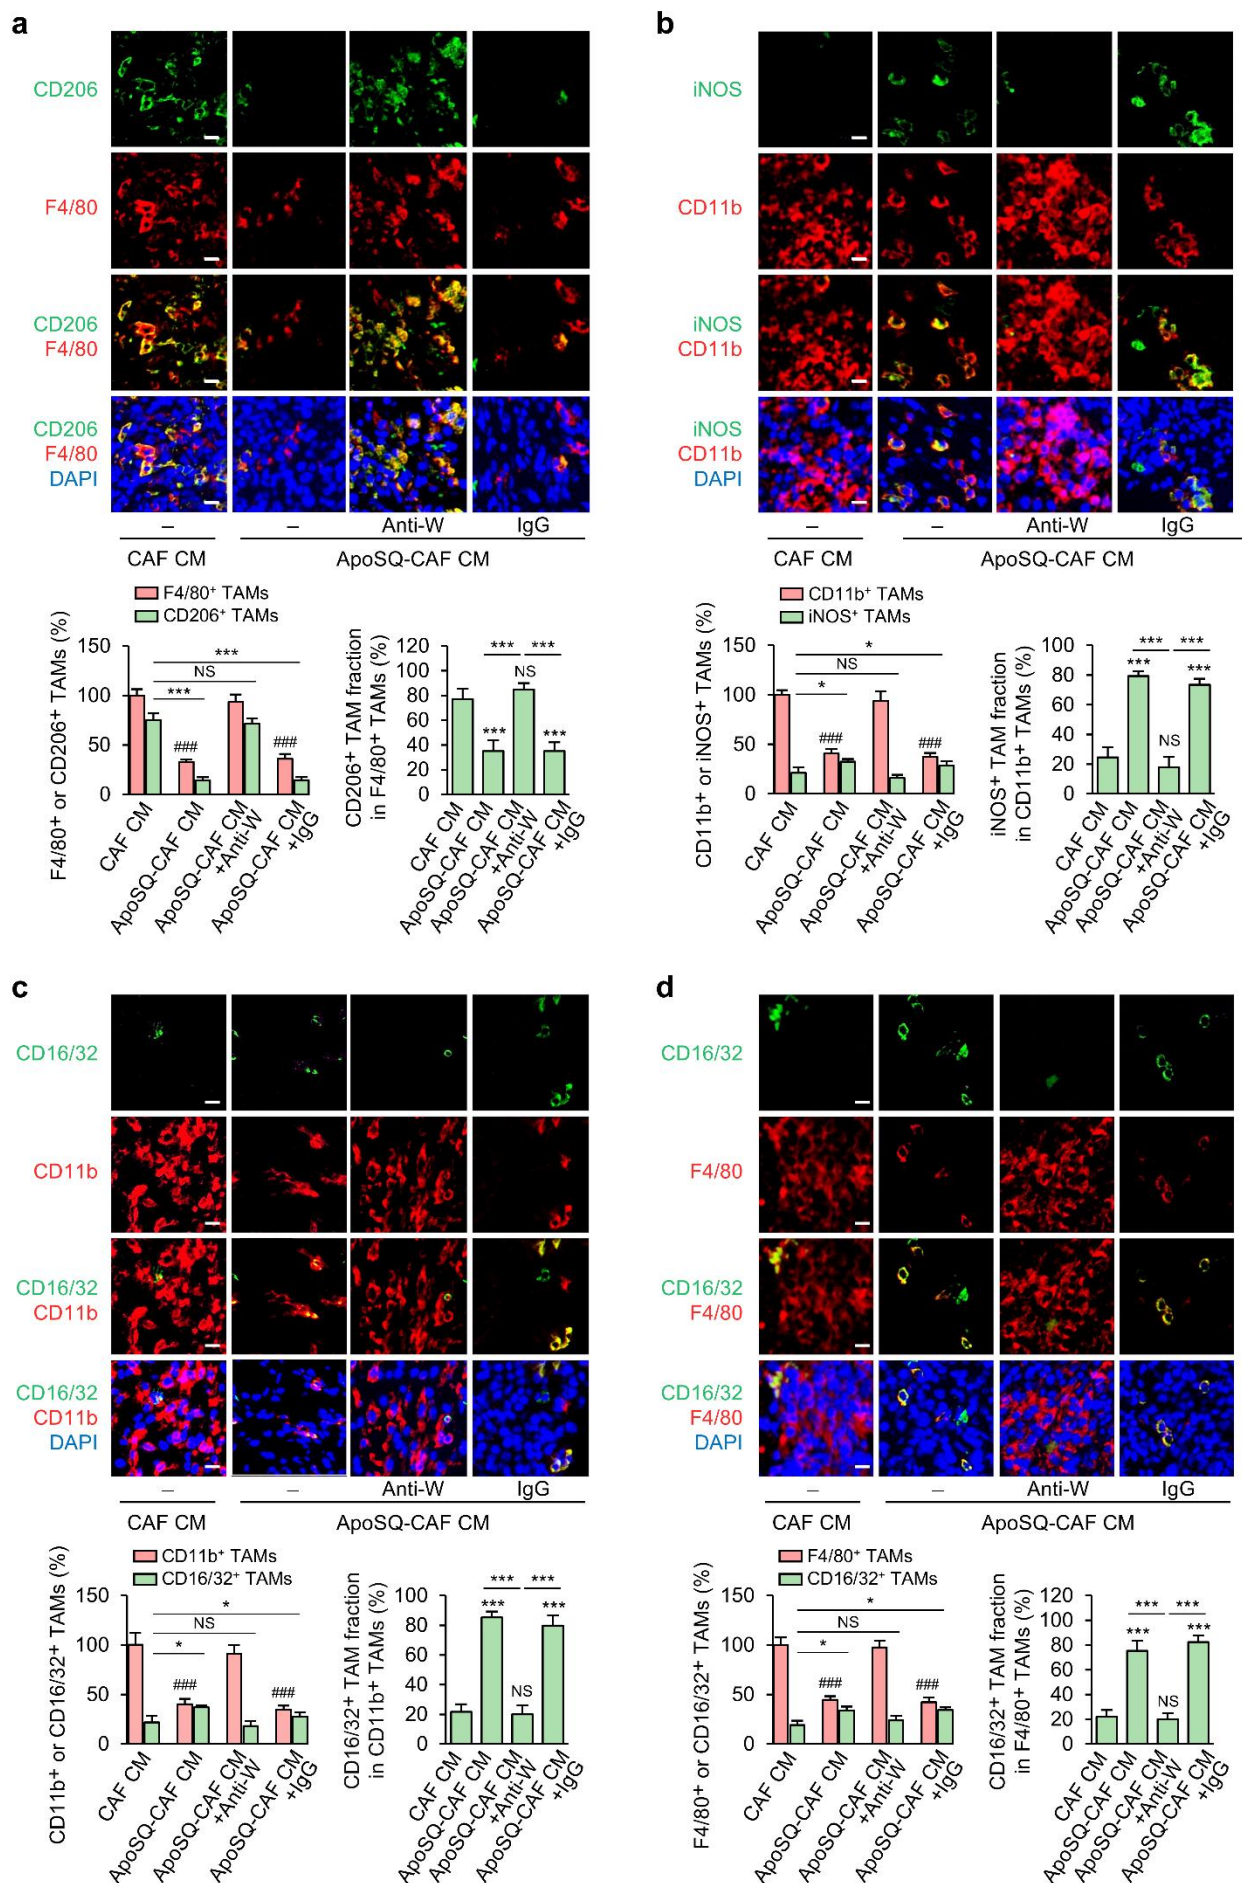 a
CD206
F4/80
CD206
F4/80
CD206
F4/80
DAPI
– – Anti-W IgG
CAF CM ApoSQ-CAF CM
F4/80⁺ TAMs
CD206⁺ TAMs
F4/80⁺ or CD206⁺ TAMs (%)
150
100
50
0
***
NS
***
###
###
CAF CM
ApoSQ-CAF CM
ApoSQ-CAF CM
+Anti-W
ApoSQ-CAF CM
+IgG
CD206⁺ TAM fraction
in F4/80⁺ TAMs (%)
120
100
80
60
40
20
0
*** ***
NS
*** ***
CAF CM
ApoSQ-CAF CM
ApoSQ-CAF CM
+Anti-W
ApoSQ-CAF CM
+IgG
b
iNOS
CD11b
iNOS
CD11b
iNOS
CD11b
DAPI
– – Anti-W IgG
CAF CM ApoSQ-CAF CM
CD11b⁺ TAMs
iNOS⁺ TAMs
CD11b⁺ or iNOS⁺ TAMs (%)
150
100
50
0
*
NS
*
###
###
CAF CM
ApoSQ-CAF CM
ApoSQ-CAF CM
+Anti-W
ApoSQ-CAF CM
+IgG
iNOS⁺ TAM fraction
in CD11b⁺ TAMs (%)
100
80
60
40
20
0
*** ***
*** ***
NS
CAF CM
ApoSQ-CAF CM
ApoSQ-CAF CM
+Anti-W
ApoSQ-CAF CM
+IgG
c
CD16/32
CD11b
CD16/32
CD11b
CD16/32
CD11b
DAPI
– – Anti-W IgG
CAF CM ApoSQ-CAF CM
CD11b⁺ TAMs
CD16/32⁺ TAMs
CD11b⁺ or CD16/32⁺ TAMs (%)
150
100
50
0
*
NS
*
###
###
CAF CM
ApoSQ-CAF CM
ApoSQ-CAF CM
+Anti-W
ApoSQ-CAF CM
+IgG
CD16/32⁺ TAM fraction
in CD11b⁺ TAMs (%)
100
80
60
40
20
0
*** ***
*** ***
NS
CAF CM
ApoSQ-CAF CM
ApoSQ-CAF CM
+Anti-W
ApoSQ-CAF CM
+IgG
d
CD16/32
F4/80
CD16/32
F4/80
CD16/32
F4/80
DAPI
– – Anti-W IgG
CAF CM ApoSQ-CAF CM
F4/80⁺ TAMs
CD16/32⁺ TAMs
F4/80⁺ or CD16/32⁺ TAMs (%)
150
100
50
0
*
NS
*
###
###
CAF CM
ApoSQ-CAF CM
ApoSQ-CAF CM
+Anti-W
ApoSQ-CAF CM
+IgG
CD16/32⁺ TAM fraction
in F4/80⁺ TAMs (%)
120
100
80
60
40
20
0
*** ***
*** ***
NS
CAF CM
ApoSQ-CAF CM
ApoSQ-CAF CM
+Anti-W
ApoSQ-CAF CM
+IgG